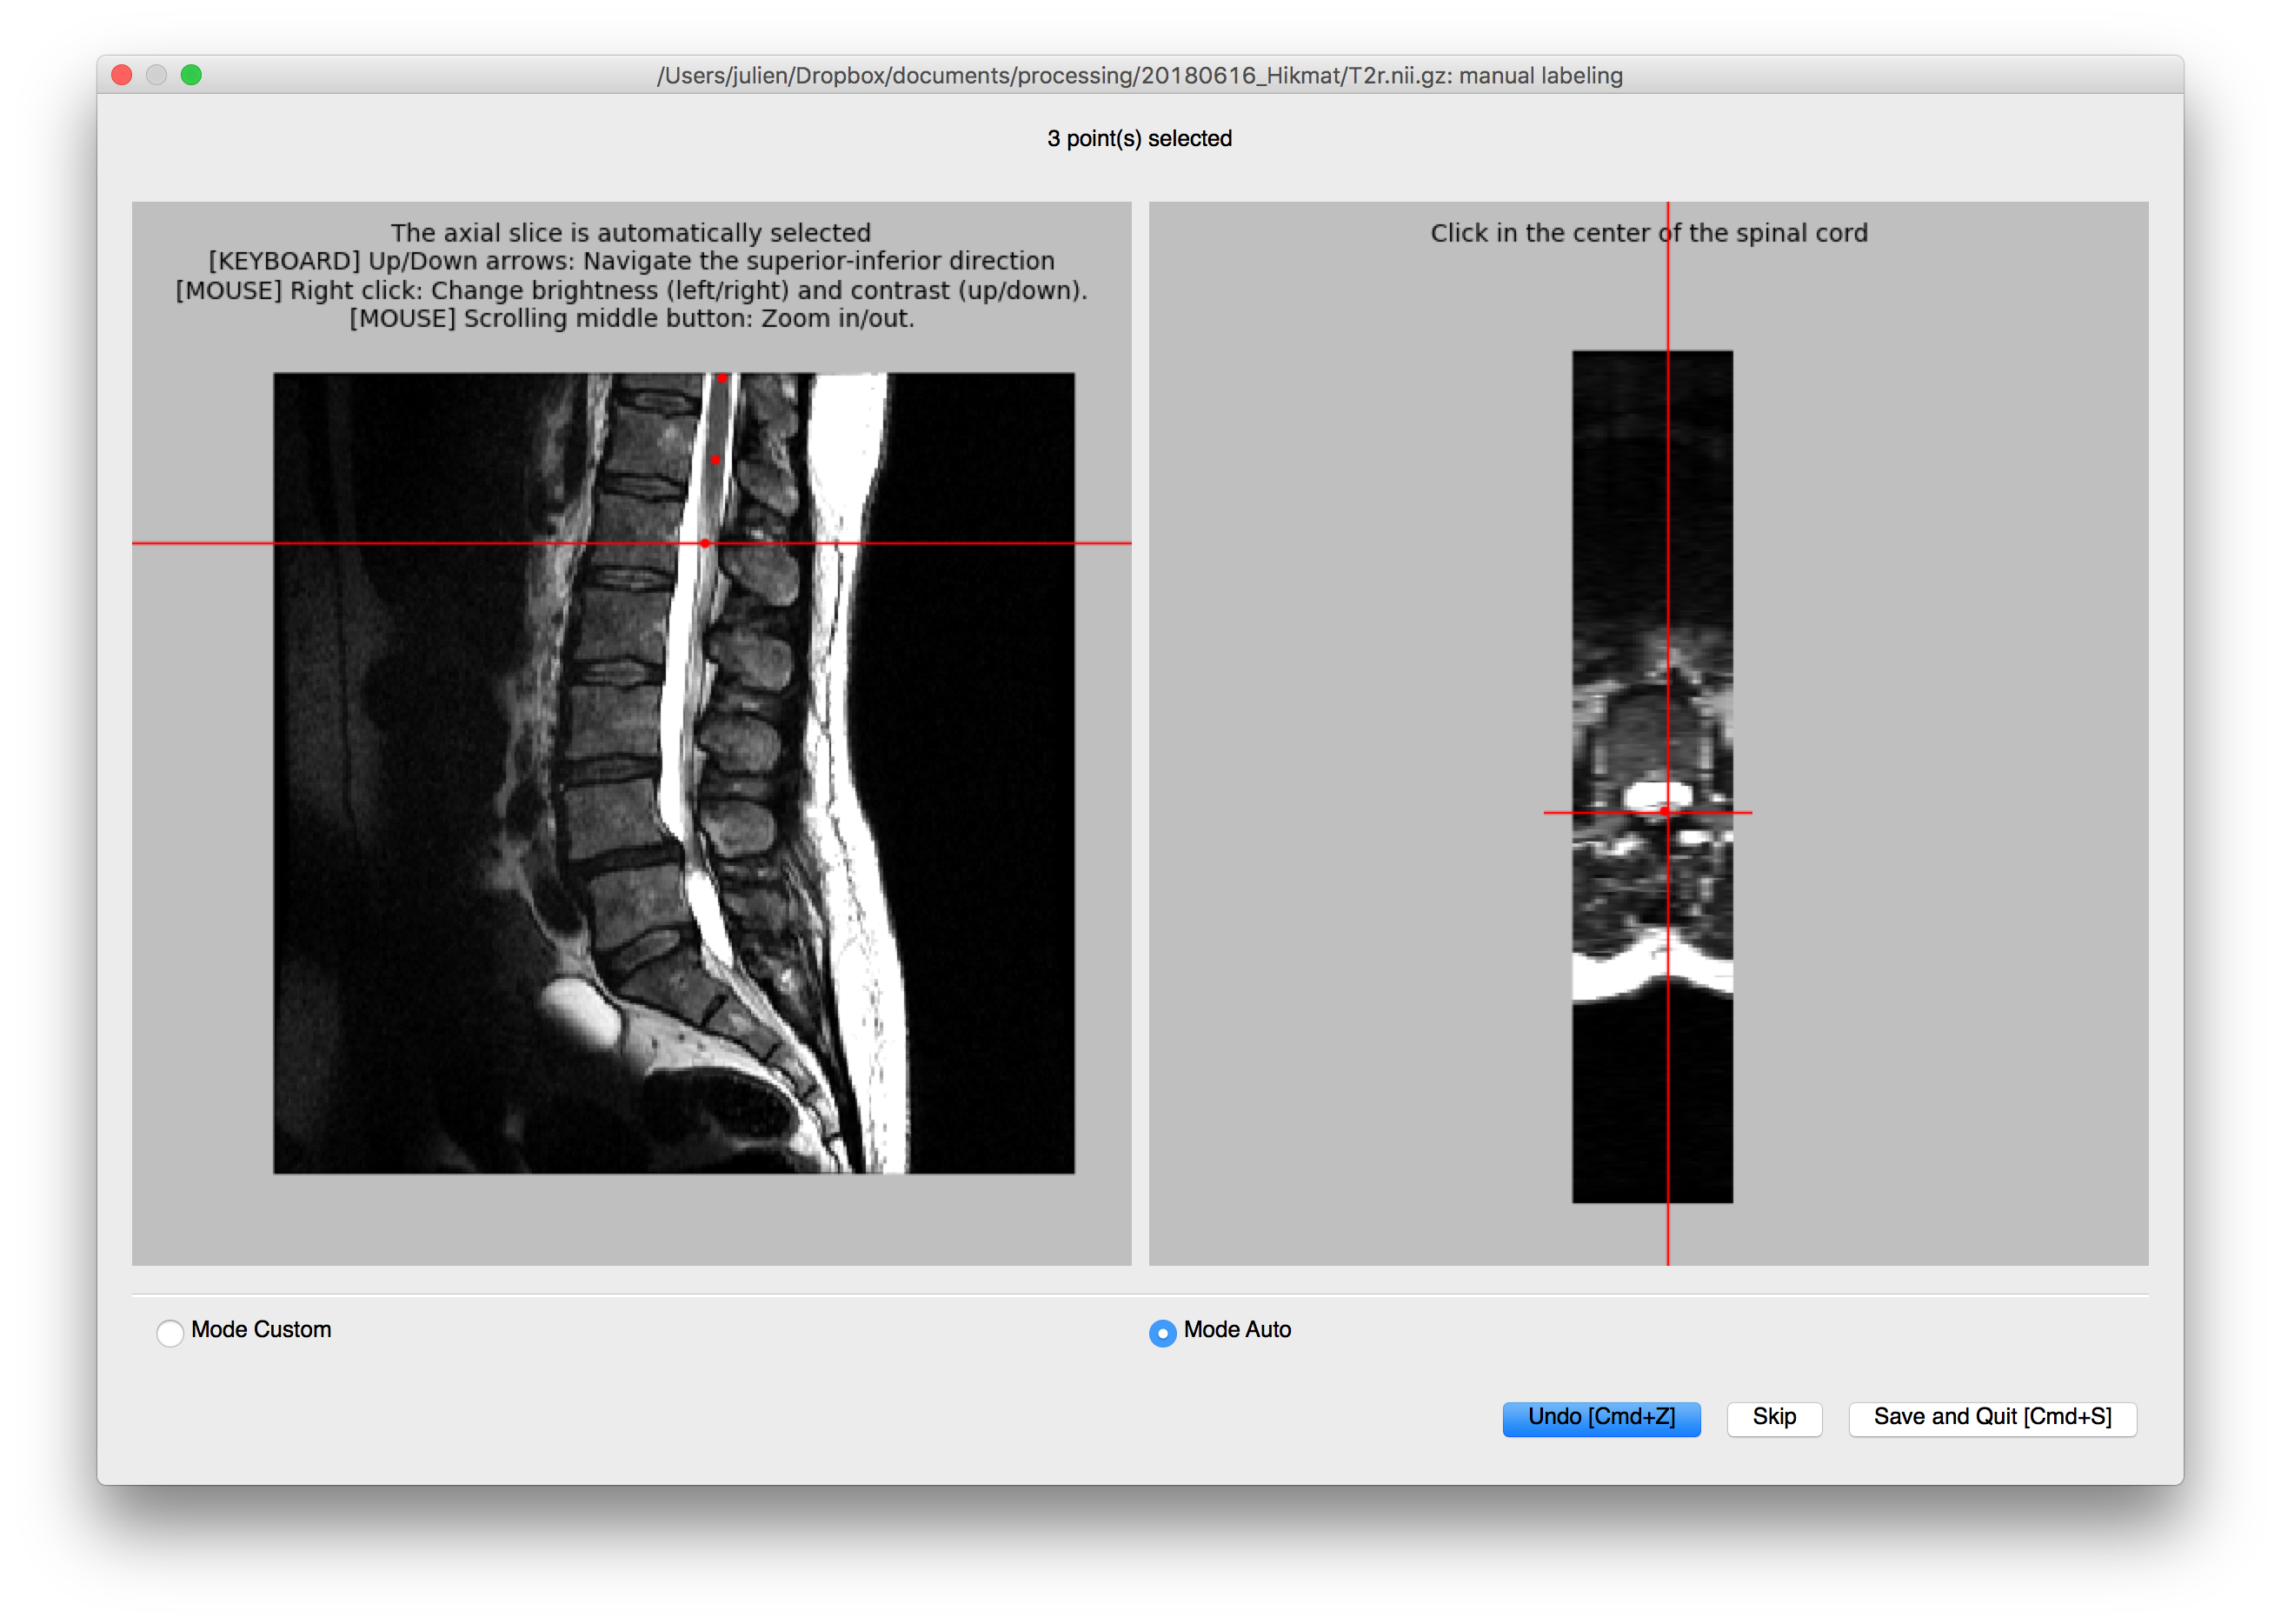 /Users/julien/Dropbox/documents/processing/20180616_Hikmat/T2r.nii.gz: manual labeling
3 point(s) selected
The axial slice is automatically selected
[KEYBOARD] Up/Down arrows: Navigate the superior-inferior direction
[MOUSE] Right click: Change brightness (left/right) and contrast (up/down).
[MOUSE] Scrolling middle button: Zoom in/out.
Click in the center of the spinal cord
Mode Custom
Mode Auto
Undo [Cmd+Z]
Skip
Save and Quit [Cmd+S]